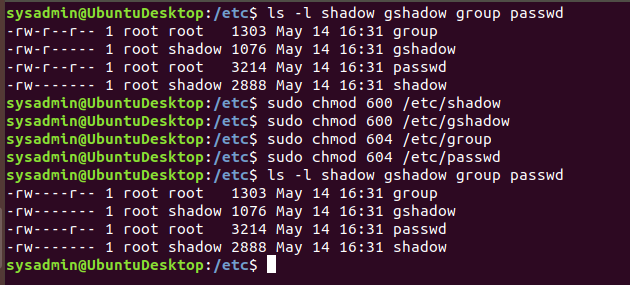 sysadmin@UbuntuDesktop:/etc$ ls -l shadow gshadow group passwd
-rw-r--r-- 1 root root   1303 May 14 16:31 group
-rw-r----- 1 root shadow 1076 May 14 16:31 gshadow
-rw-r--r-- 1 root root   3214 May 14 16:31 passwd
-rw-r----- 1 root shadow 2888 May 14 16:31 shadow
sysadmin@UbuntuDesktop:/etc$ sudo chmod 600 /etc/shadow
sysadmin@UbuntuDesktop:/etc$ sudo chmod 600 /etc/gshadow
sysadmin@UbuntuDesktop:/etc$ sudo chmod 604 /etc/group
sysadmin@UbuntuDesktop:/etc$ sudo chmod 604 /etc/passwd
sysadmin@UbuntuDesktop:/etc$ ls -l shadow gshadow group passwd
-rw----r-- 1 root root   1303 May 14 16:31 group
-rw------- 1 root shadow 1076 May 14 16:31 gshadow
-rw----r-- 1 root root   3214 May 14 16:31 passwd
-rw------- 1 root shadow 2888 May 14 16:31 shadow
sysadmin@UbuntuDesktop:/etc$